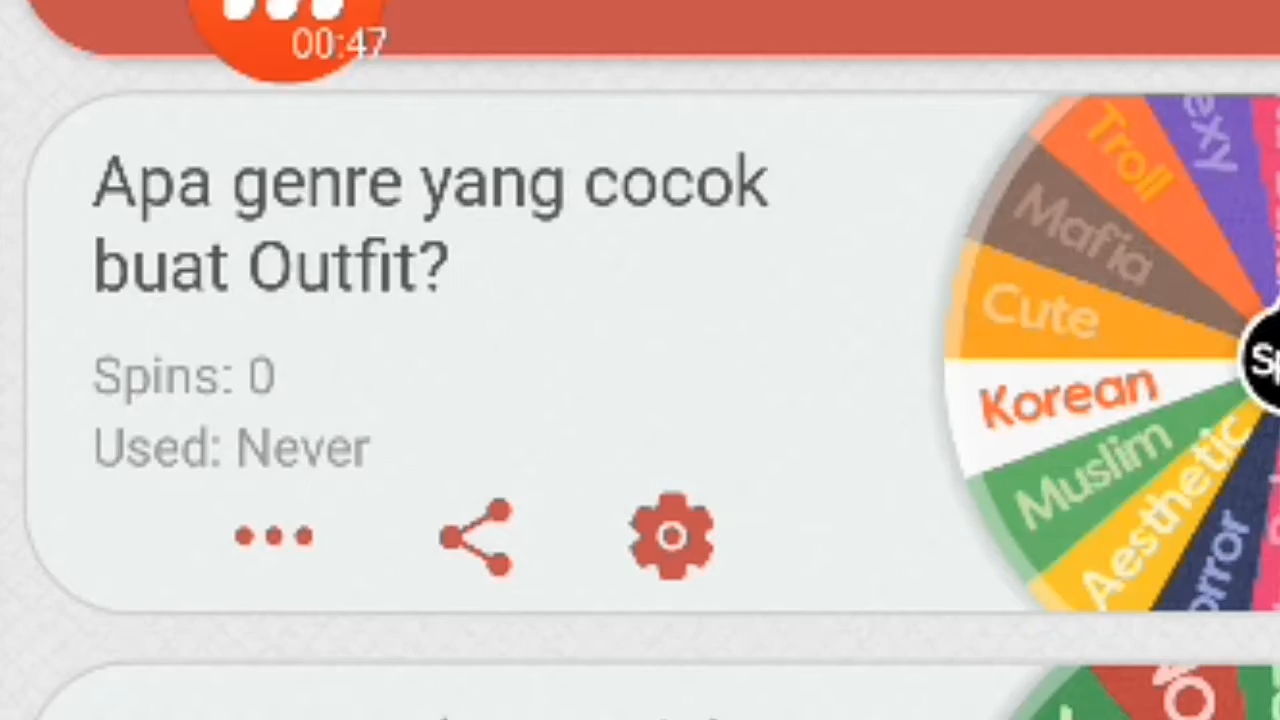 00:47
Apa genre yang cocok
buat Outfit?
Spins: 0
Used: Never
Troll
Mafia
Cute
Korean
Muslim
Aesthetic